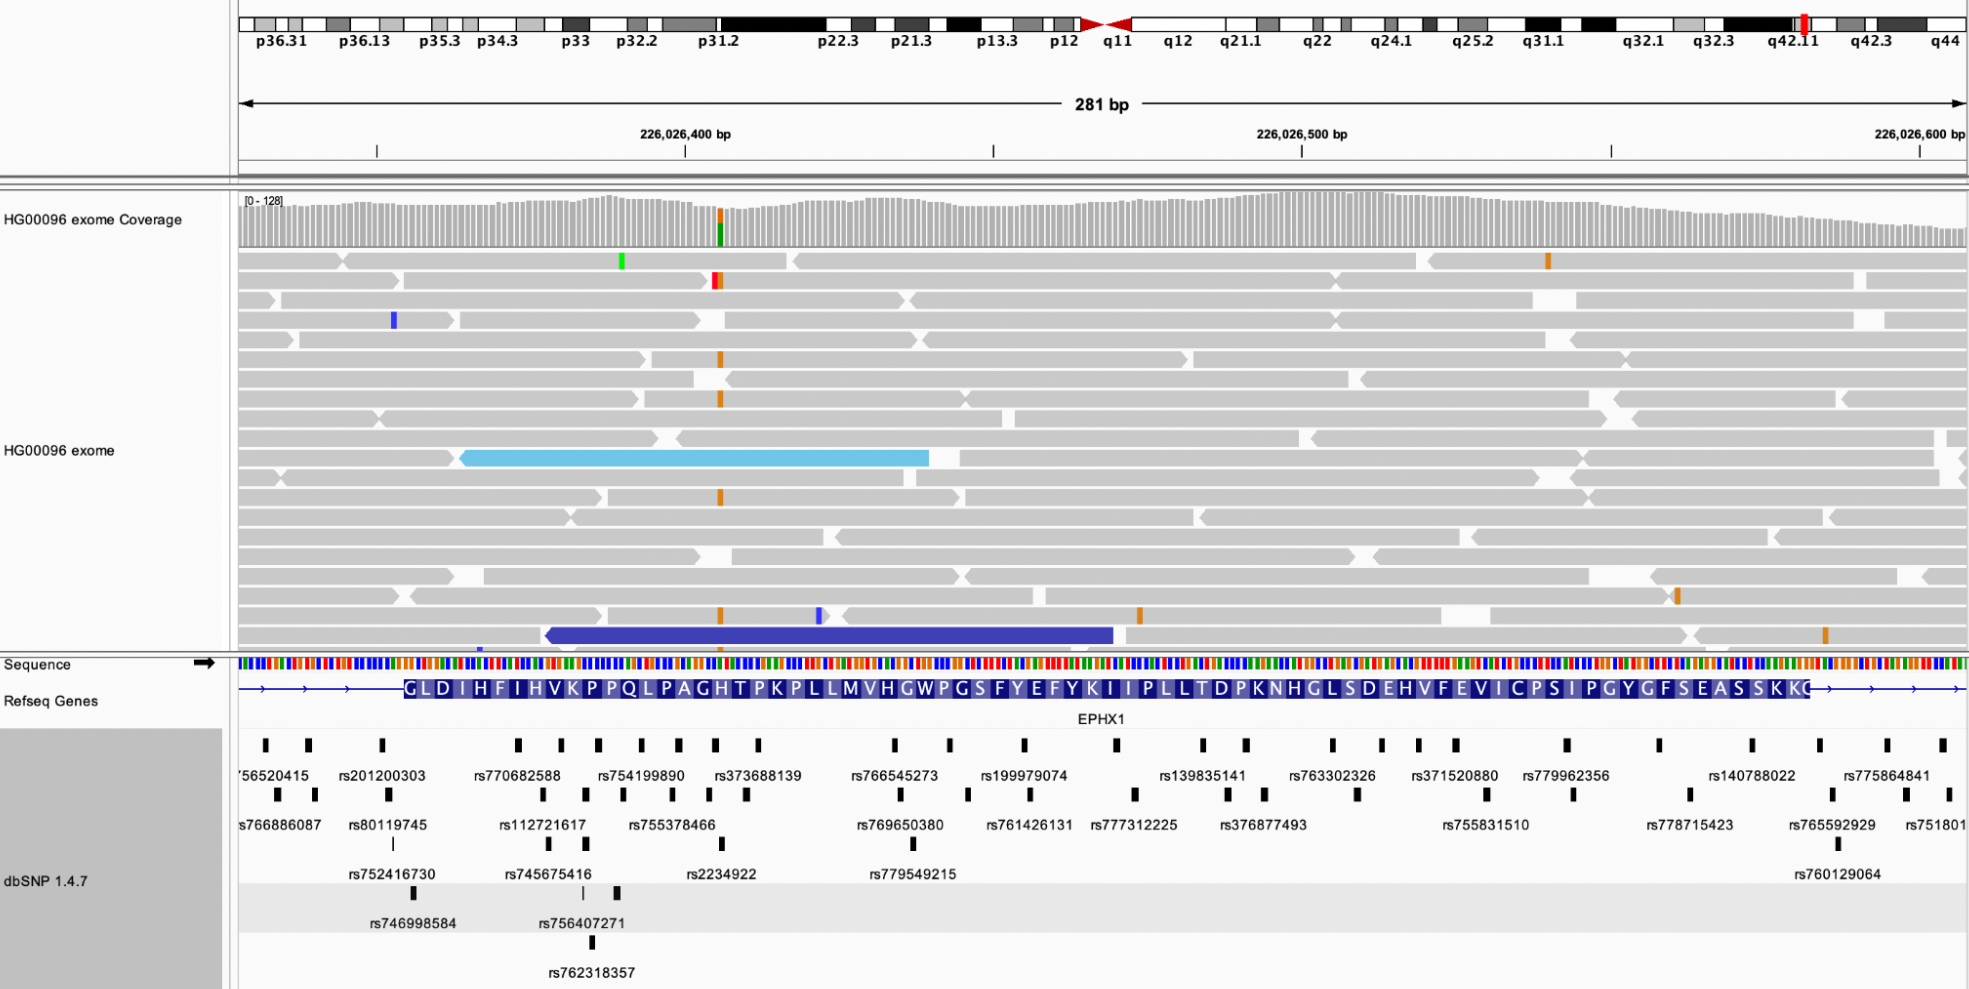 p36.31 p36.13 p35.3 p34.3 p33 p32.2 p31.2 p22.3 p21.3 p13.3 p12 q11 q12 q21.1 q22 q24.1 q25.2 q31.1 q32.1 q32.3 q42.11 q42.3 q44
281 bp
226,026,400 bp 226,026,500 bp 226,026,600 bp
[0 - 128]
HG00096 exome Coverage
HG00096 exome
Sequence
GLDIHFIHVKPPQLPAGHTPKPLLMVHGWPGSFYEFYKIIPLLTDPKNHGLSDEHVFEVICPSIPGYGFSEASSKK
Refseq Genes
EPHX1
756520415 rs201200303 rs770682588 rs754199890 rs373688139 rs766545273 rs199979074 rs139835141 rs763302326 rs371520880 rs779962356 rs140788022 rs775864841
s766886087 rs80119745 rs112721617 rs755378466 rs769650380 rs761426131 rs777312225 rs376877493 rs755831510 rs778715423 rs765592929 rs751801
rs752416730 rs745675416 rs2234922 rs779549215 rs760129064
dbSNP 1.4.7
rs746998584 rs756407271
rs762318357